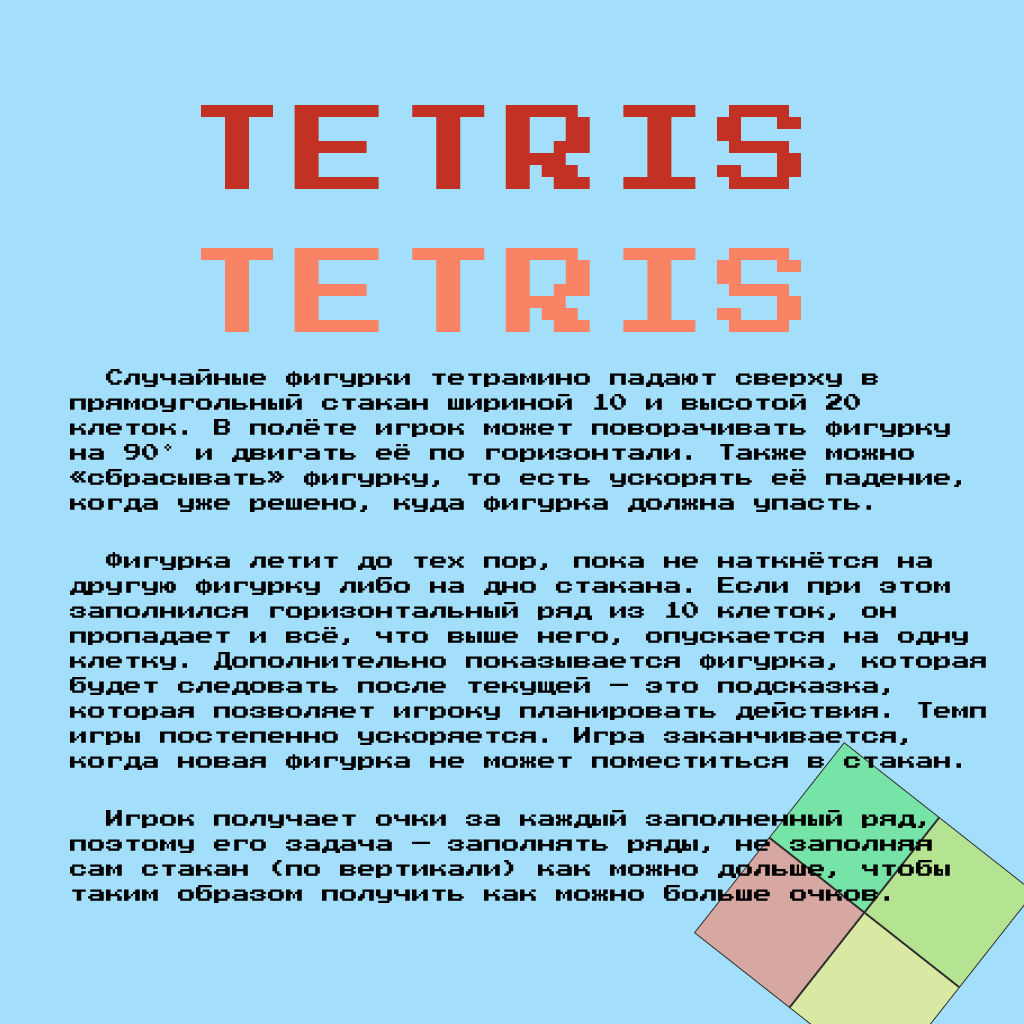 TETRIS
TETRIS
Случайные фигурки тетрамино падают сверху в
прямоугольный стакан шириной 10 и высотой 20
клеток. В полёте игрок может поворачивать фигурку
на 90° и двигать её по горизонтали. Также можно
«сбрасывать» фигурку, то есть ускорять её падение,
когда уже решено, куда фигурка должна упасть.
Фигурка летит до тех пор, пока не наткнётся на
другую фигурку либо на дно стакана. Если при этом
заполнился горизонтальный ряд из 10 клеток, он
пропадает и всё, что выше него, опускается на одну
клетку. Дополнительно показывается фигурка, которая
будет следовать после текущей — это подсказка,
которая позволяет игроку планировать действия. Темп
игры постепенно ускоряется. Игра заканчивается,
когда новая фигурка не может поместиться в стакан.
Игрок получает очки за каждый заполненный ряд,
поэтому его задача — заполнять ряды, не заполняя
сам стакан (по вертикали) как можно дольше, чтобы
таким образом получить как можно больше очков.